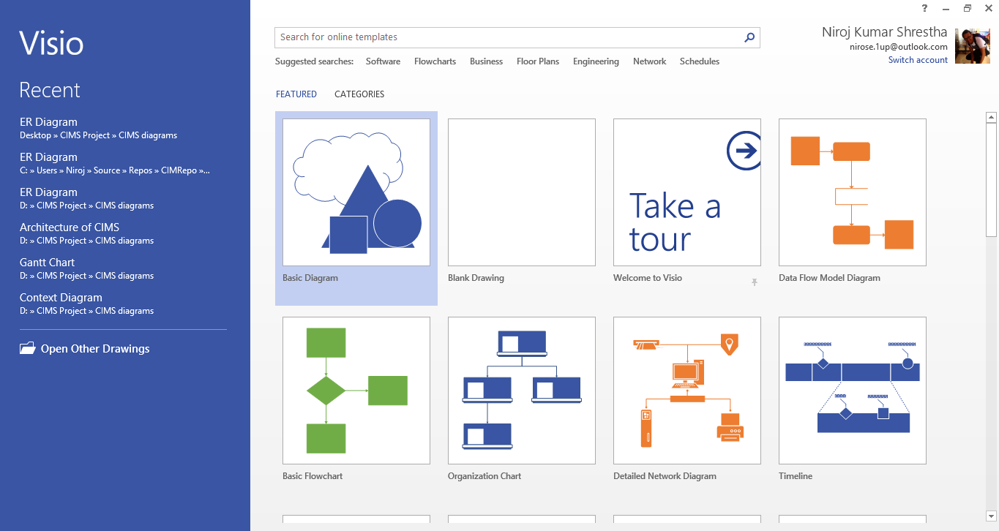 ?
Visio
Search for online templates
Niroj Kumar Shrestha
nirose.1up@outlook.com
Switch account
Suggested searches: Software Flowcharts Business Floor Plans Engineering Network Schedules
Recent
FEATURED CATEGORIES
ER Diagram
Desktop » CIMS Project » CIMS diagrams
ER Diagram
C: » Users » Niroj » Source » Repos » CIMRepo »...
ER Diagram
D: » CIMS Project » CIMS diagrams
Architecture of CIMS
D: » CIMS Project » CIMS diagrams
Gantt Chart
D: » CIMS Project » CIMS diagrams
Context Diagram
D: » CIMS Project » CIMS diagrams
Open Other Drawings
Take a
tour
Basic Diagram
Blank Drawing
Welcome to Visio
Data Flow Model Diagram
Basic Flowchart
Organization Chart
Detailed Network Diagram
Timeline